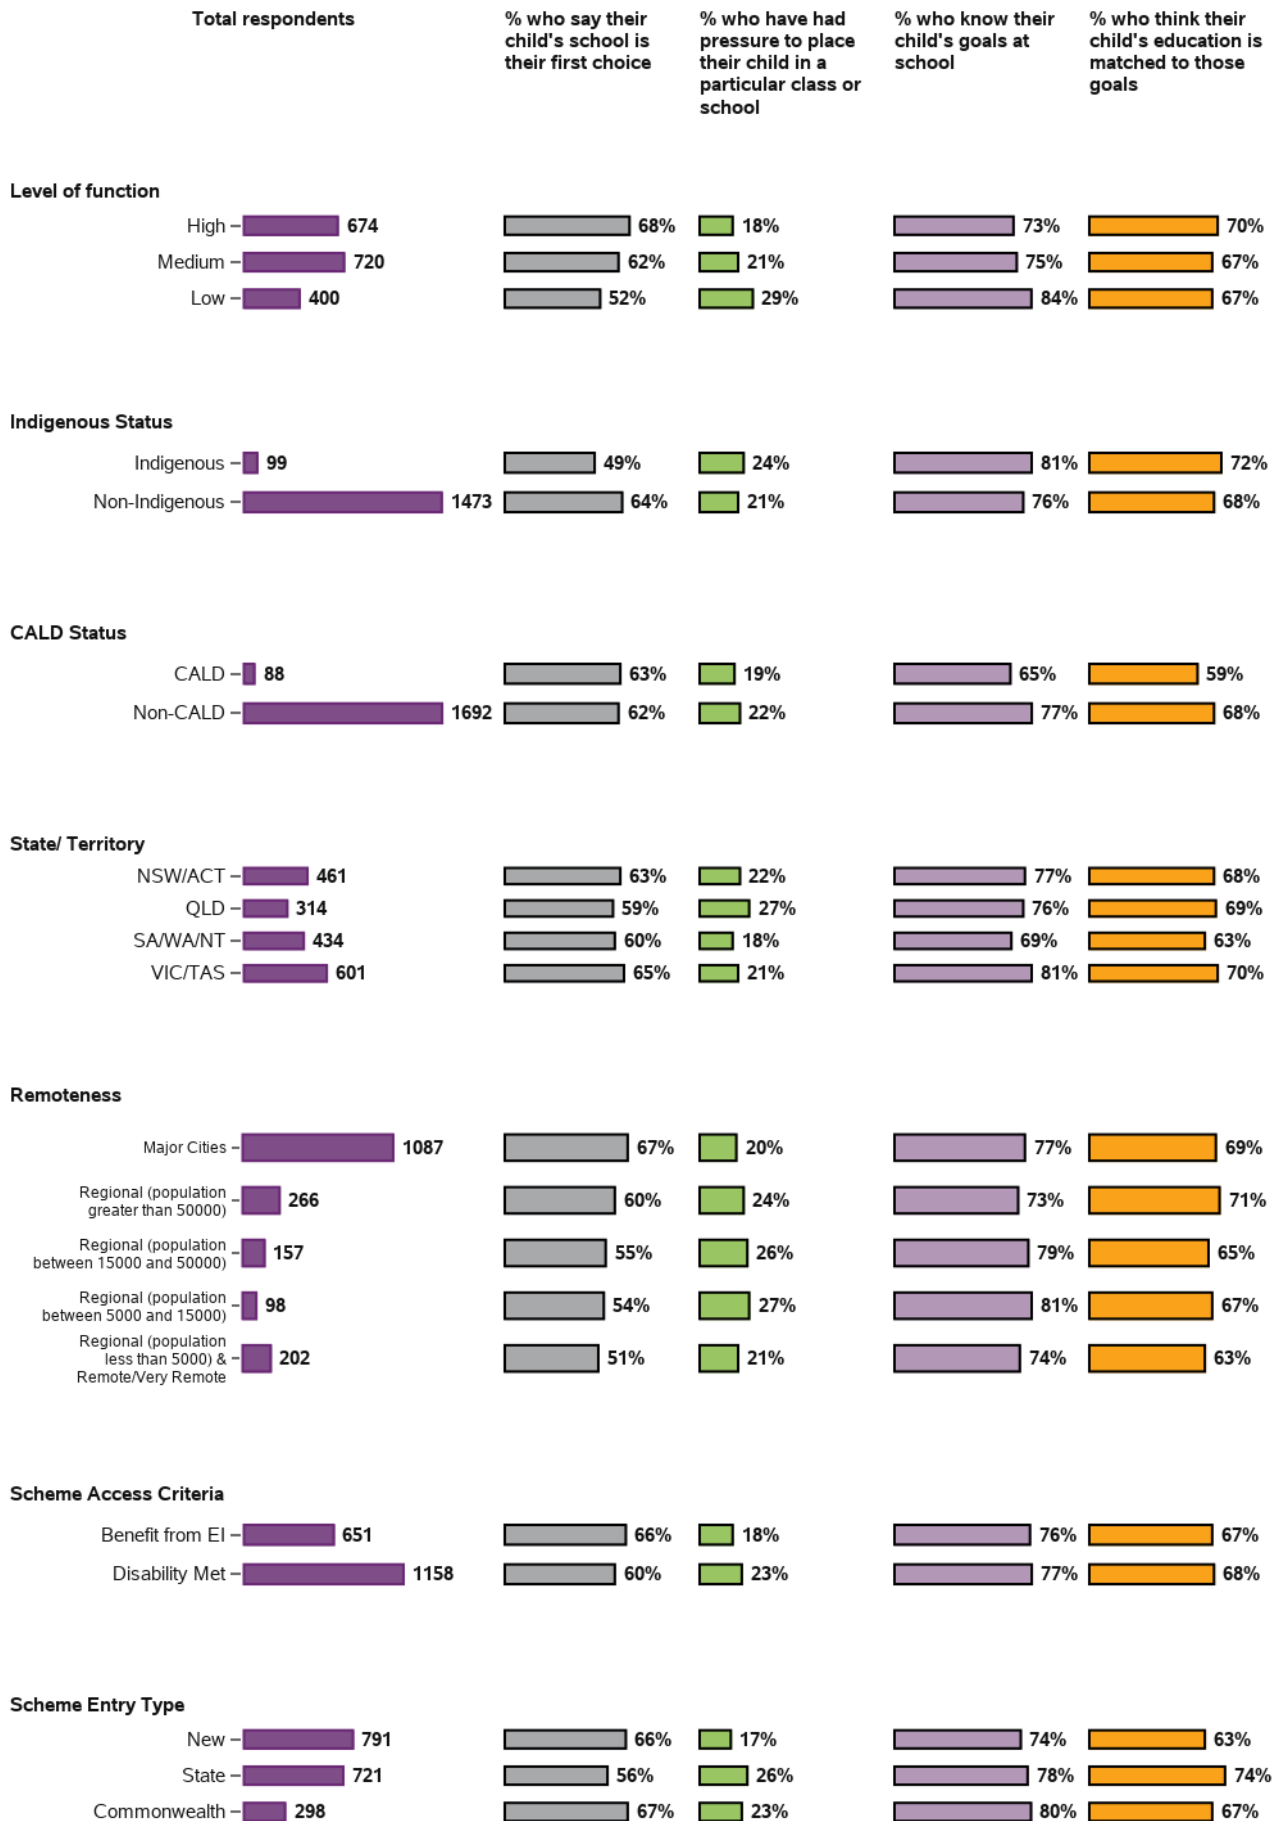 Total respondents
% who say their
child's school is
their first choice
% who have had
pressure to place
their child in a
particular class or
school
% who know their
child's goals at
school
% who think their
child's education is
matched to those
goals
Level of function
High 674 68% 18% 73% 70%
Medium 720 62% 21% 75% 67%
Low 400 52% 29% 84% 67%
Indigenous Status
Indigenous 99 49% 24% 81% 72%
Non-Indigenous 1473 64% 21% 76% 68%
CALD Status
CALD 88 63% 19% 65% 59%
Non-CALD 1692 62% 22% 77% 68%
State/ Territory
NSW/ACT 461 63% 22% 77% 68%
QLD 314 59% 27% 76% 69%
SA/WA/NT 434 60% 18% 69% 63%
VIC/TAS 601 65% 21% 81% 70%
Remoteness
Major Cities 1087 67% 20% 77% 69%
Regional (population
greater than 50000)
266 60% 24% 73% 71%
Regional (population
between 15000 and 50000)
157 55% 26% 79% 65%
Regional (population
between 5000 and 15000)
98 54% 27% 81% 67%
Regional (population
less than 5000) &
Remote/Very Remote
202 51% 21% 74% 63%
Scheme Access Criteria
Benefit from EI 651 66% 18% 76% 67%
Disability Met 1158 60% 23% 77% 68%
Scheme Entry Type
New 791 66% 17% 74% 63%
State 721 56% 26% 78% 74%
Commonwealth 298 67% 23% 80% 67%